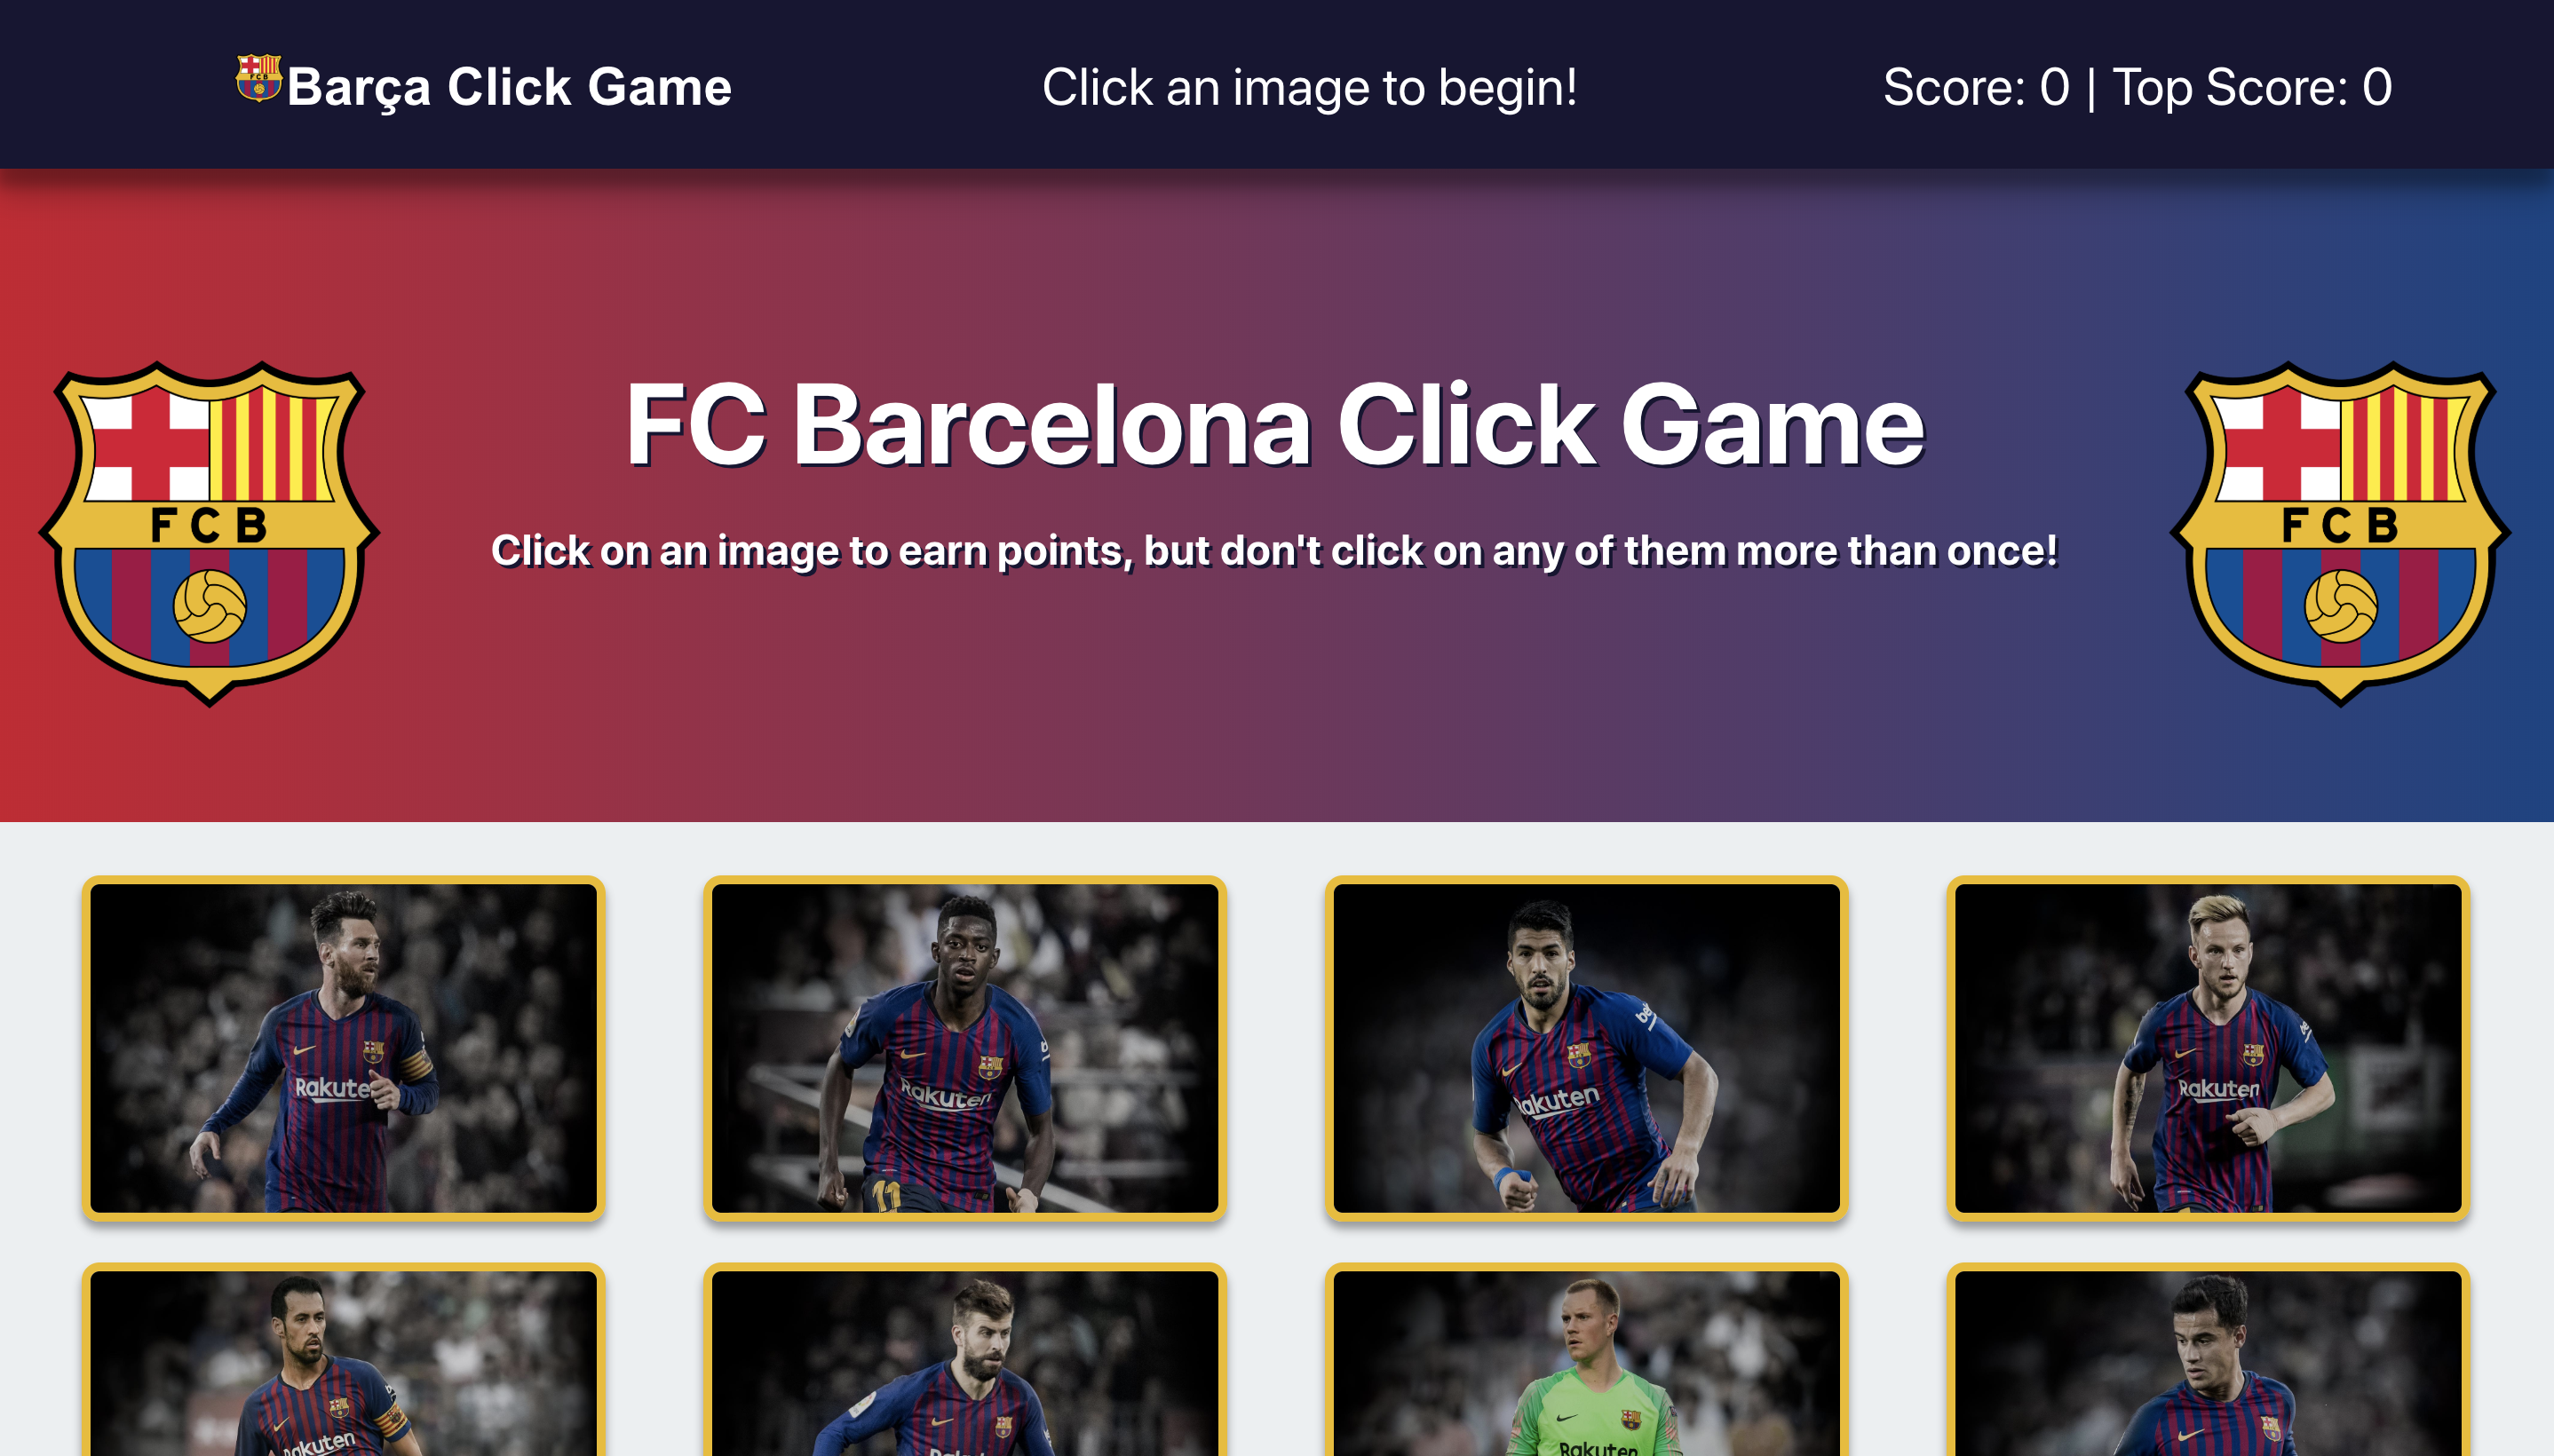 FCB Barça Click Game
Click an image to begin!
Score: 0 | Top Score: 0
FC Barcelona Click Game
Click on an image to earn points, but don't click on any of them more than once!
FCB
FCB
Rakuten
Rakuten
11
Rakuten
Rakuten
Rakuten
Rakuten